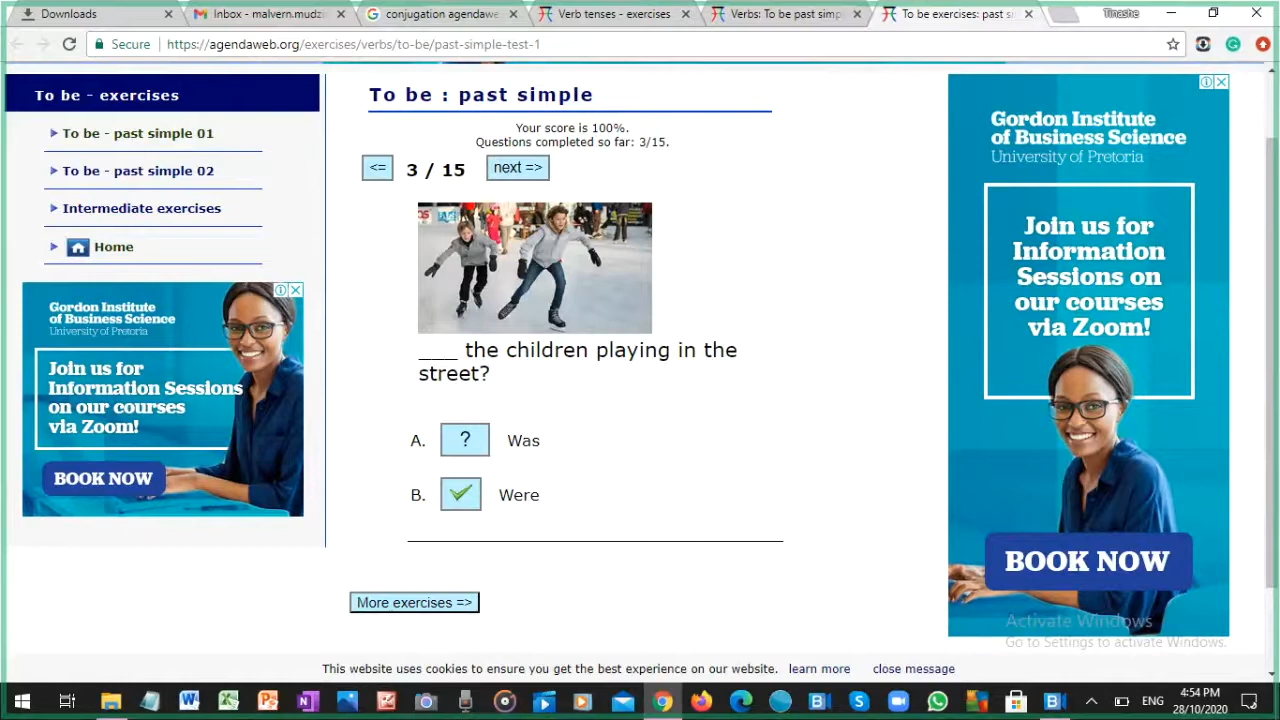 Downloads
Inbox - malvern.mudzi
conjugation agendawe
Verb tenses - exercises
Verbs: To be past simp
To be exercises: past si
Tinashe
Secure
https://agendaweb.org/exercises/verbs/to-be/past-simple-test-1
To be - exercises
To be - past simple 01
To be - past simple 02
Intermediate exercises
Home
Gordon Institute
of Business Science
University of Pretoria
Join us for
Information Sessions
on our courses
via Zoom!
BOOK NOW
To be : past simple
Your score is 100%.
Questions completed so far: 3/15.
<=
3 / 15
next =>
___ the children playing in the
street?
A. ? Was
B. Were
More exercises =>
Gordon Institute
of Business Science
University of Pretoria
Join us for
Information
Sessions on
our courses
via Zoom!
BOOK NOW
Activate Windows
Go to Settings to activate Windows.
This website uses cookies to ensure you get the best experience on our website. learn more close message
ENG
4:54 PM
28/10/2020